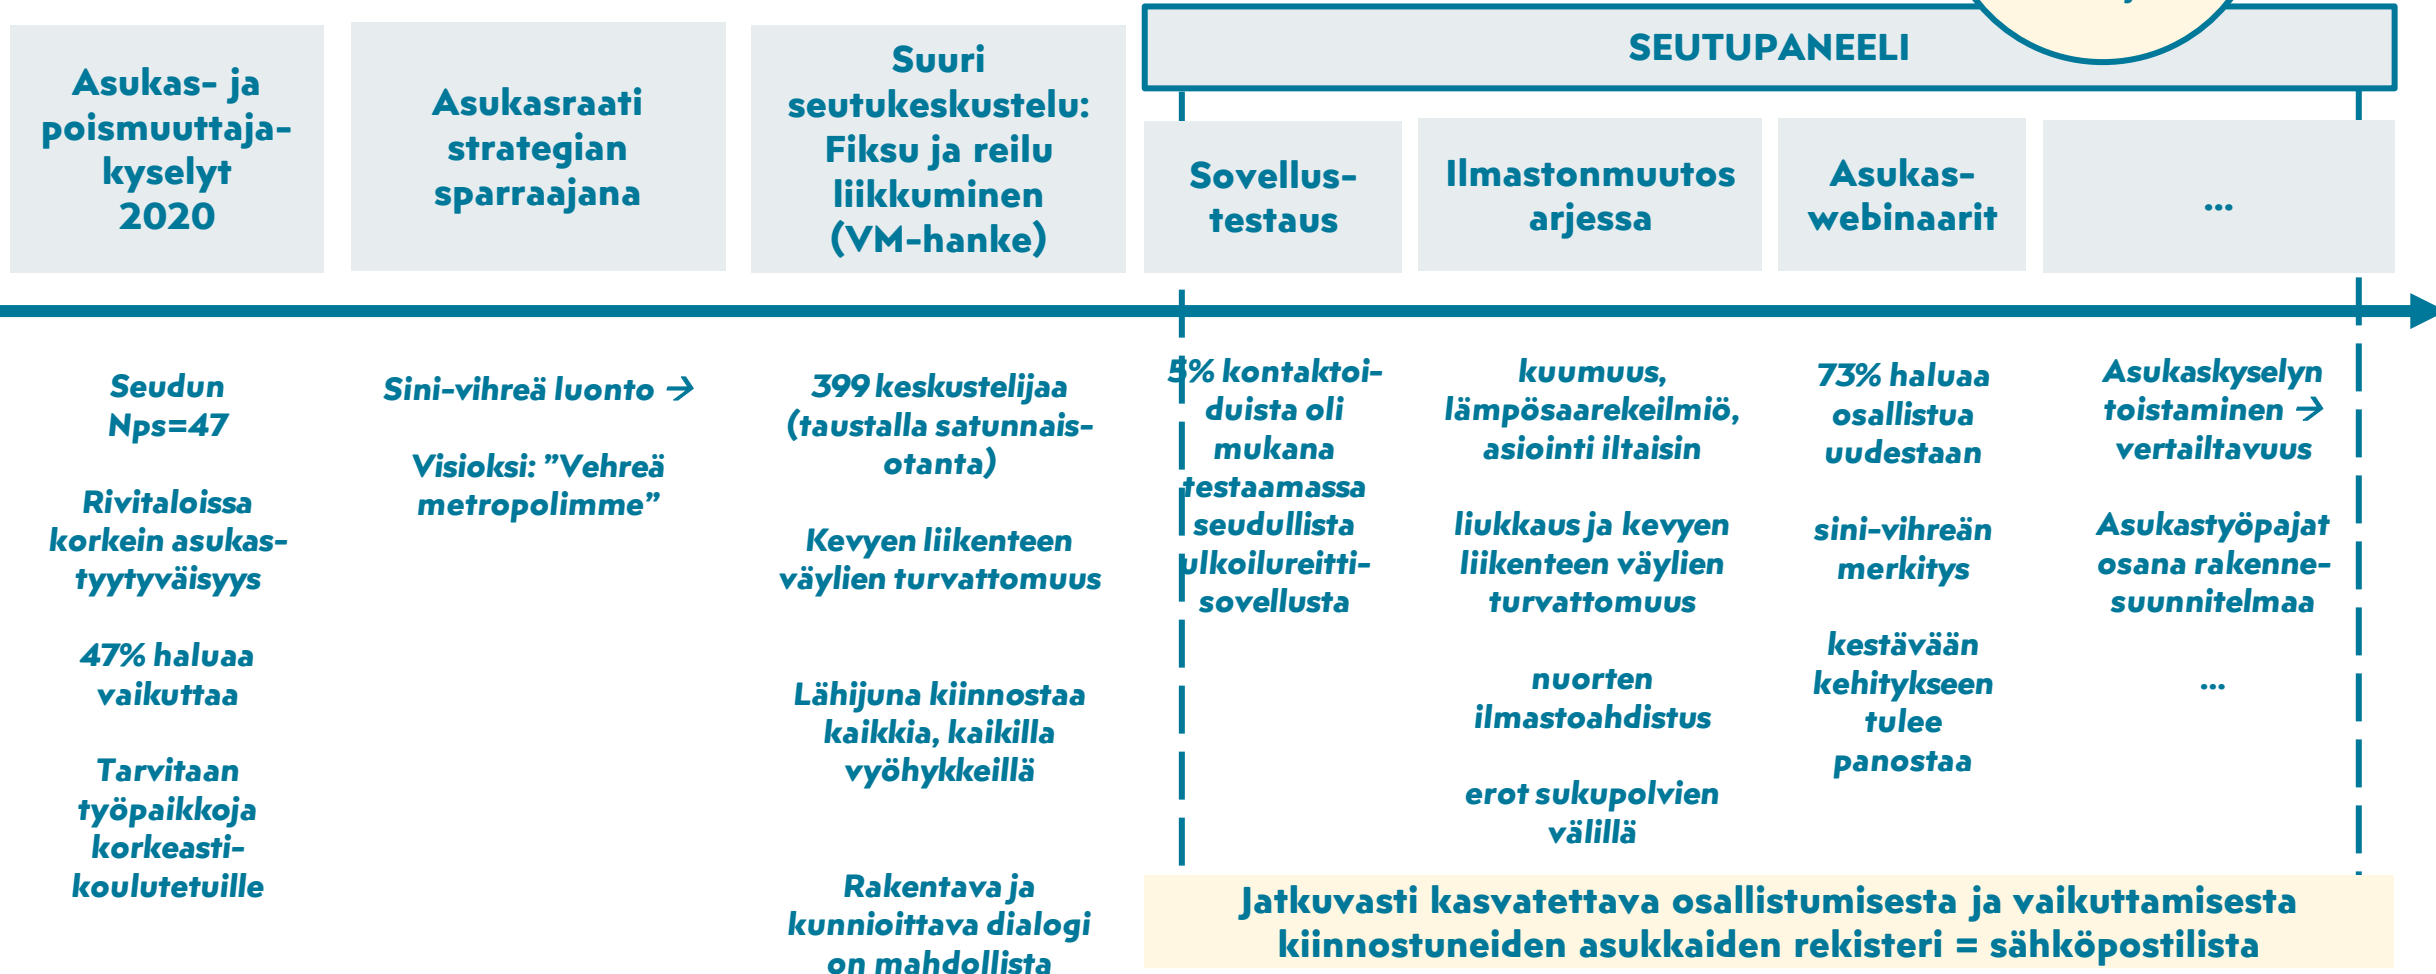 Asukas- ja
poismuuttaja-
kyselyt
2020
Asukasraati
strategian
sparraajana
Suuri
seutukeskustelu:
Fiksu ja reilu
liikkuminen
(VM-hanke)
SEUTUPANEELI
Sovellus-
testaus
Ilmastonmuutos
arjessa
Asukas-
webinaarit
...
Seudun
Nps=47
Rivitaloissa
korkein asukas-
tyytyväisyys
47% haluaa
vaikuttaa
Tarvitaan
työpaikkoja
korkeasti-
koulutetuille
Sini-vihreä luonto →
Visioksi: ”Vehreä
metropolimme”
399 keskustelijaa
(taustalla satunnais-
otanta)
Kevyen liikenteen
väylien turvattomuus
Lähijuna kiinnostaa
kaikkia, kaikilla
vyöhykkeillä
Rakentava ja
kunnioittava dialogi
on mahdollista
5% kontaktoi-
duista oli
mukana
testaamassa
seudullista
ulkoilureitti-
sovellusta
kuumuus,
lämpösaarekeilmiö,
asiointi iltaisin
liukkaus ja kevyen
liikenteen väylien
turvattomuus
nuorten
ilmastoahdistus
erot sukupolvien
välillä
73% haluaa
osallistua
uudestaan
sini-vihreän
merkitys
kestävään
kehitykseen
tulee
panostaa
Asukaskyselyn
toistaminen →
vertailtavuus
Asukastyöpajat
osana rakenne-
suunnitelmaa
...
Jatkuvasti kasvatettava osallistumisesta ja vaikuttamisesta
kiinnostuneiden asukkaiden rekisteri = sähköpostilista